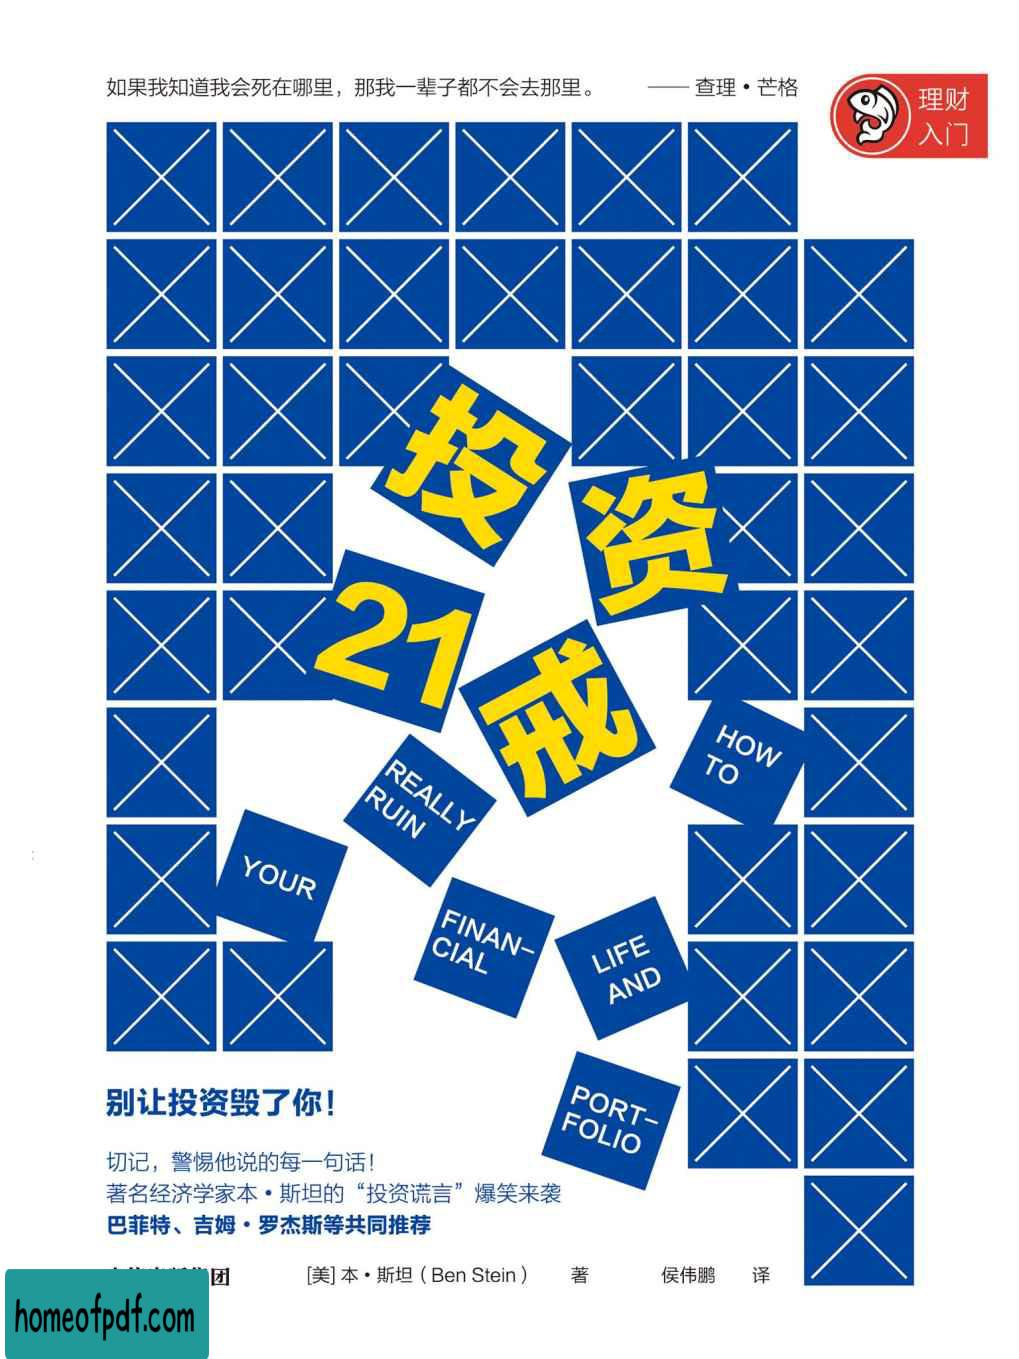 如果我知道我会死在哪里，那我一辈子都不会去那里。 —— 查理·芒格
理财
入门
投
资
21
戒
HOW
TO
REALLY
RUIN
YOUR
FINAN–
CIAL
LIFE
AND
PORT–
FOLIO
别让投资毁了你！
切记，警惕他说的每一句话！
著名经济学家本·斯坦的“投资谎言”爆笑来袭
巴菲特、吉姆·罗杰斯等共同推荐
团
[美] 本·斯坦（Ben Stein） 著 侯伟鹏 译
homeofpdf.com